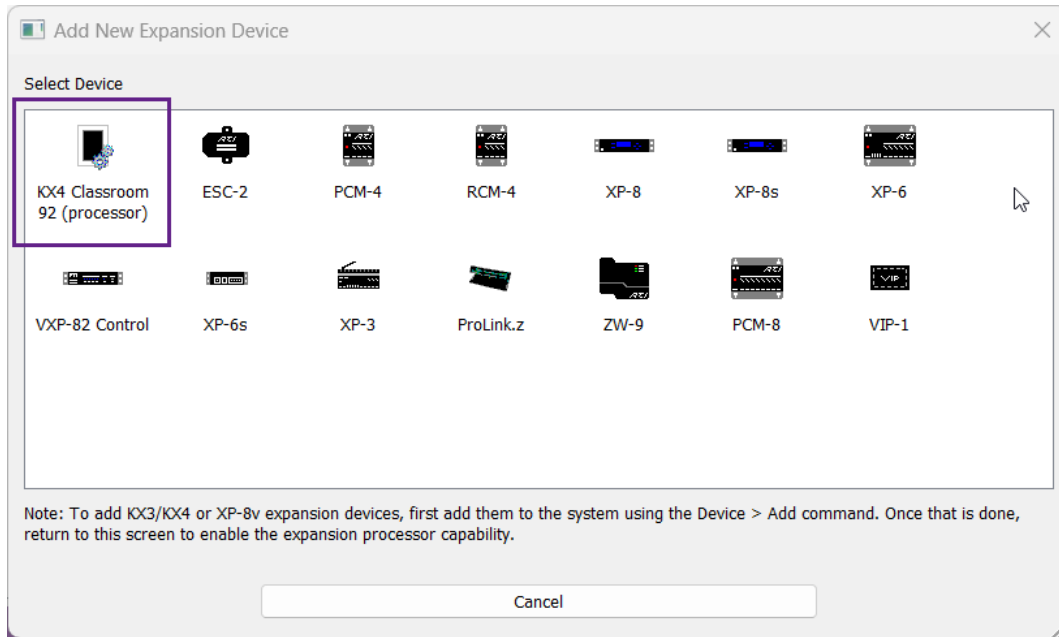 Add New Expansion Device
Select Device
KX4 Classroom
92 (processor)
ESC-2
PCM-4
RCM-4
XP-8
XP-8s
XP-6
VXP-82 Control
XP-6s
XP-3
ProLink.z
ZW-9
PCM-8
VIP-1
Note: To add KX3/KX4 or XP-8v expansion devices, first add them to the system using the Device > Add command. Once that is done,
return to this screen to enable the expansion processor capability.
Cancel